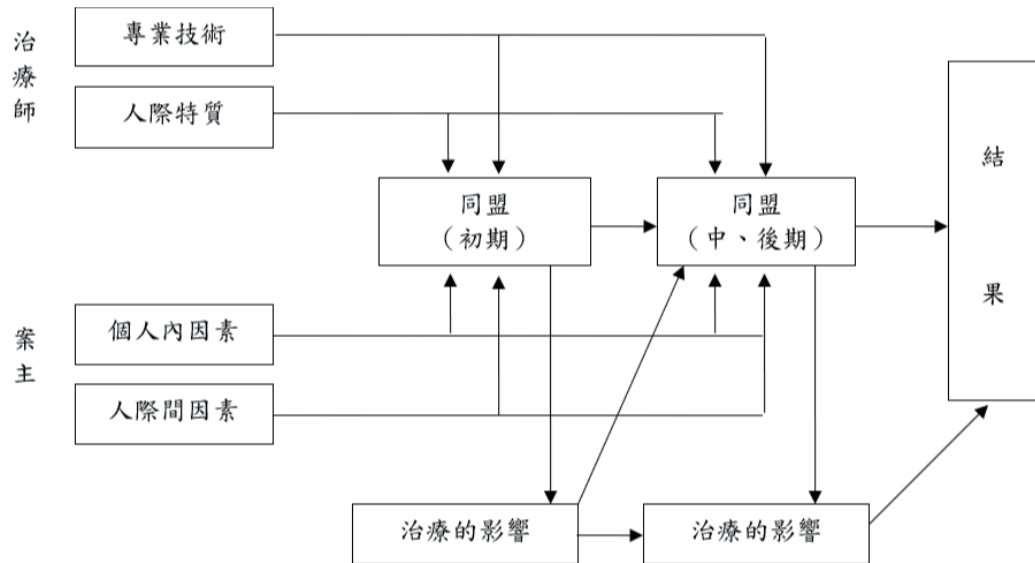 治療師
專業技術
人際特質
同盟
（初期）
同盟
（中、後期）
結果
案主
個人內因素
人際間因素
治療的影響
治療的影響